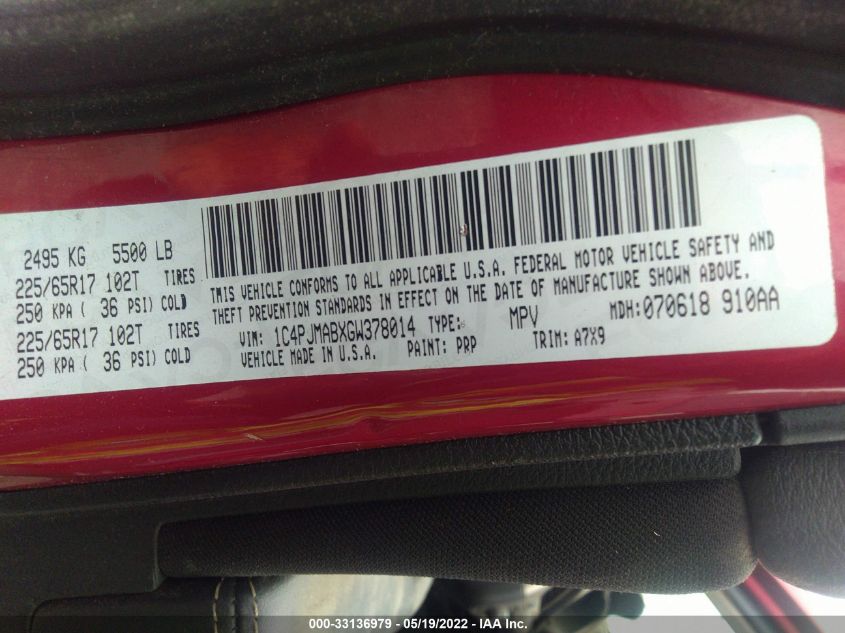 2495 KG 5500 LB
225/65R17 102T TIRES
250 KPA ( 36 PSI) COLD
225/65R17 102T TIRES
250 KPA ( 36 PSI) COLD
THIS VEHICLE CONFORMS TO ALL APPLICABLE U.S.A. FEDERAL MOTOR VEHICLE SAFETY AND
THEFT PREVENTION STANDARDS IN EFFECT ON THE DATE OF MANUFACTURE SHOWN ABOVE.
VIN: 1C4PJMABXGW378014 TYPE: MPV MDH:070618 910AA
VEHICLE MADE IN U.S.A. PAINT: PRP TRIM: A7X9
000-33136979 - 05/19/2022 - IAA Inc.